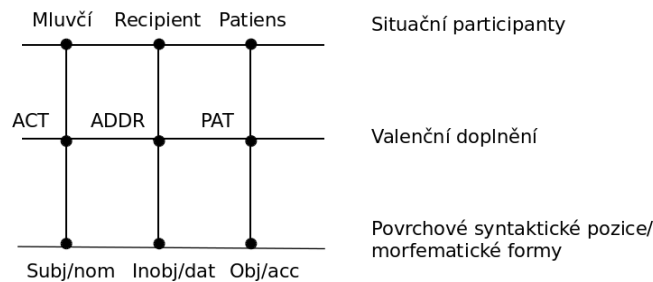 Mluvčí Recipient Patiens Situační participanty
ACT ADDR PAT Valenční doplnění
Povrchové syntaktické pozice/
morfematické formy
Subj/nom Inobj/dat Obj/acc